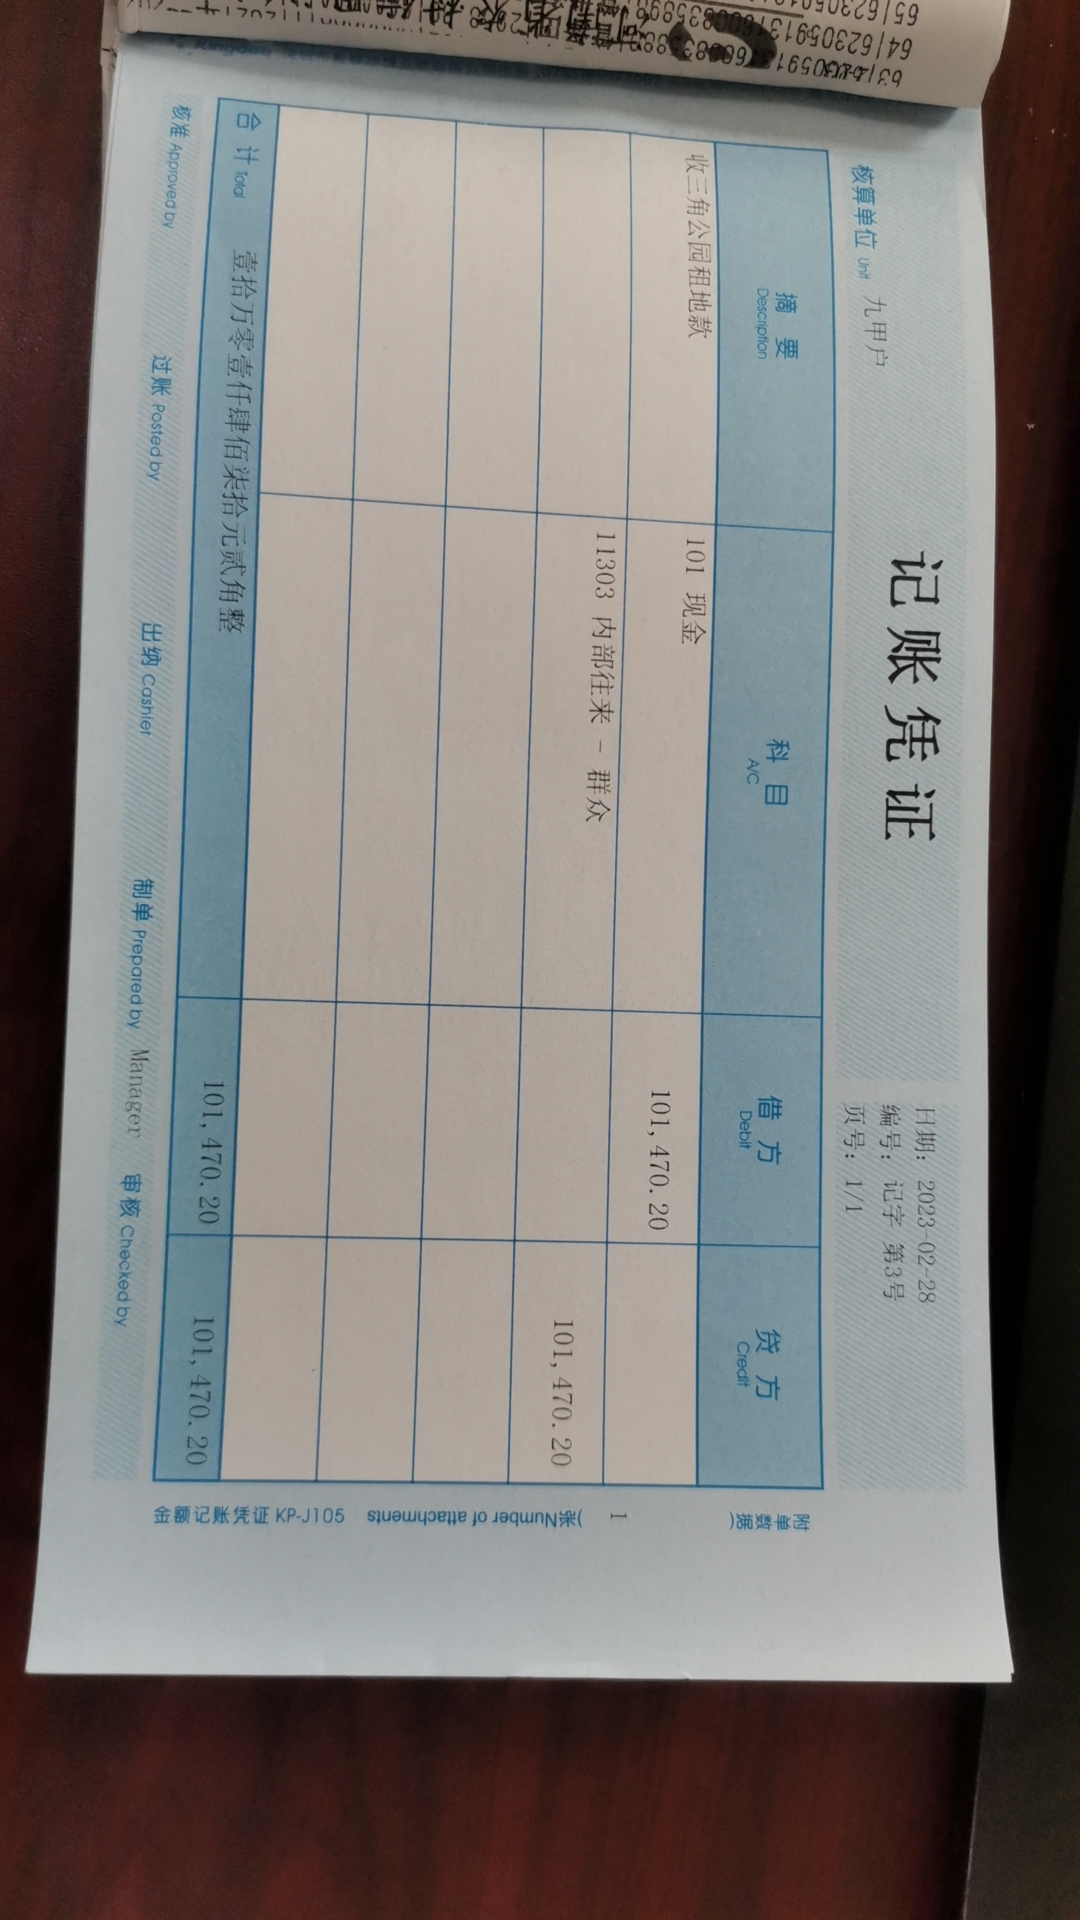 记账凭证
日期: 2023-02-28
编号: 记字 第3号
核算单位 Unit 九甲户
页号: 1/1
摘要 科目 借方 贷方
Description A/C Debit Credit
收三角公园租地款 101 现金 101,470.20
11303 内部往来 - 群众 101,470.20
合计 Total 壹拾万零壹仟肆佰柒拾元贰角整 101,470.20 101,470.20
核准 Approved by 过账 Posted by 出纳 Cashier 制单 Prepared by Manager 审核 Checked by
附单数据( 1 )张 Number of attachments
金额记账凭证 KP-J105
Kingdee